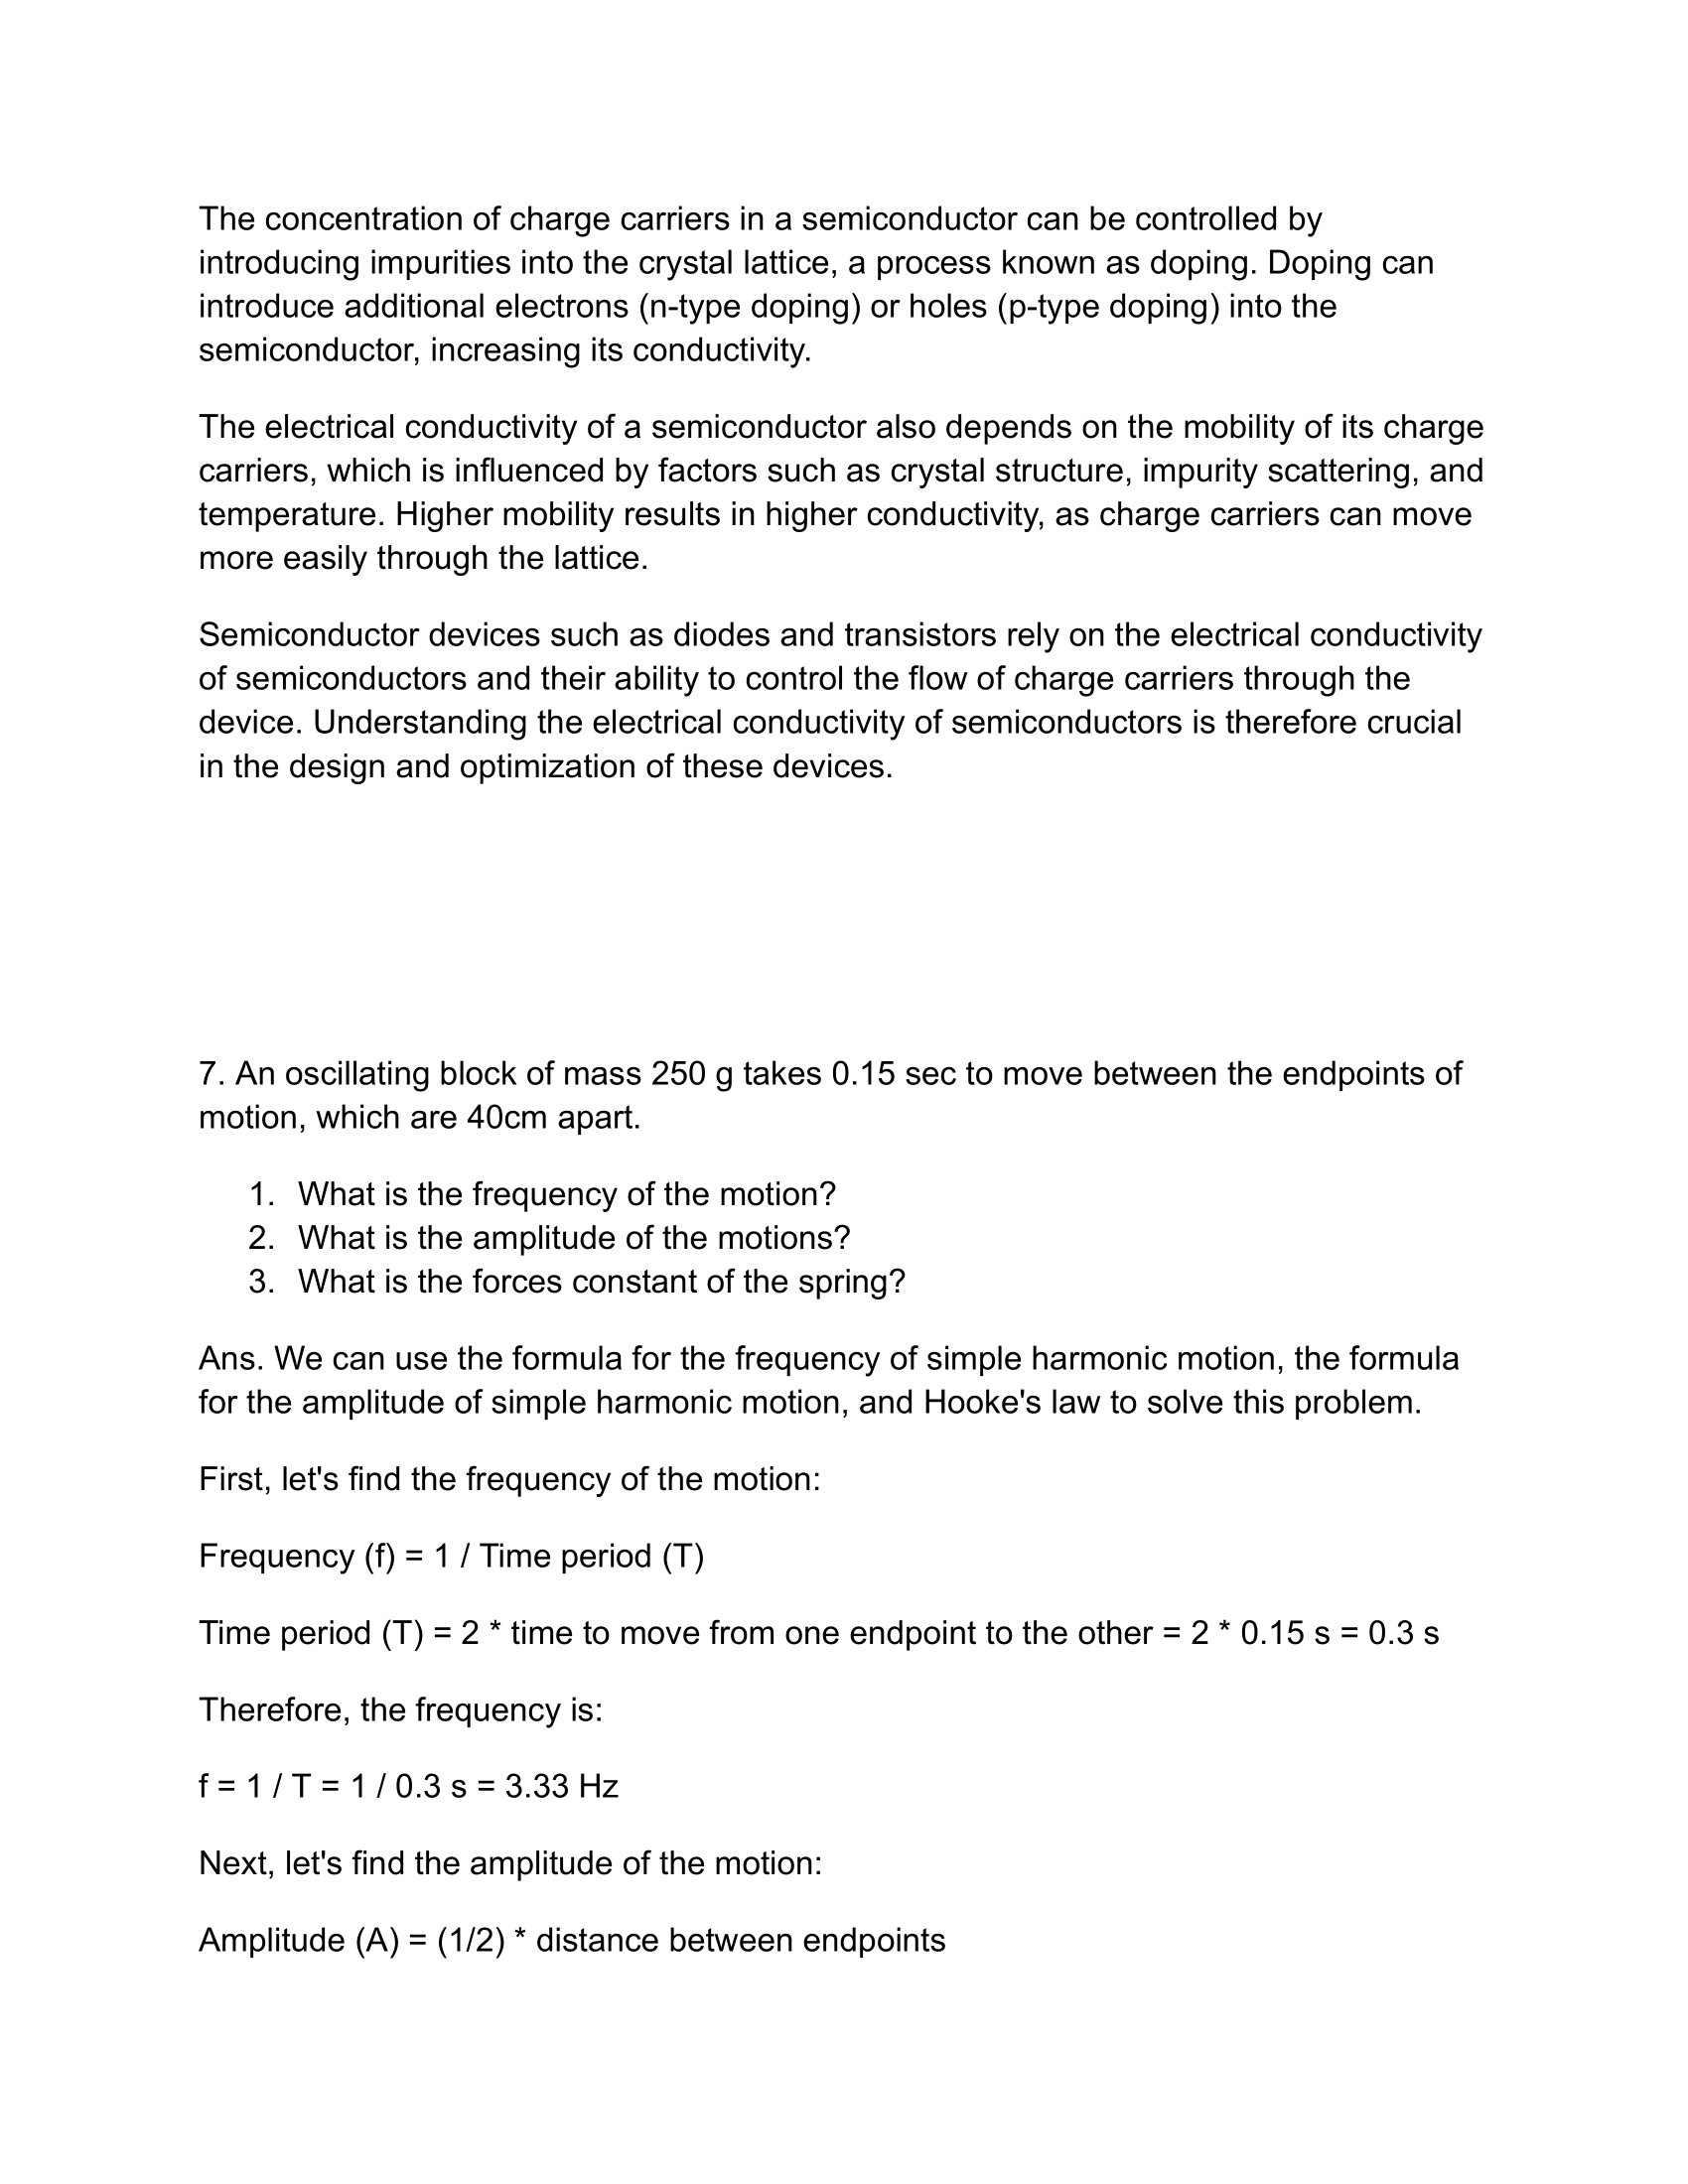 The concentration of charge carriers in a semiconductor can be controlled by
introducing impurities into the crystal lattice, a process known as doping. Doping can
introduce additional electrons (n-type doping) or holes (p-type doping) into the
semiconductor, increasing its conductivity.
The electrical conductivity of a semiconductor also depends on the mobility of its charge
carriers, which is influenced by factors such as crystal structure, impurity scattering, and
temperature. Higher mobility results in higher conductivity, as charge carriers can move
more easily through the lattice.
Semiconductor devices such as diodes and transistors rely on the electrical conductivity
of semiconductors and their ability to control the flow of charge carriers through the
device. Understanding the electrical conductivity of semiconductors is therefore crucial
in the design and optimization of these devices.
7. An oscillating block of mass 250 g takes 0.15 sec to move between the endpoints of
motion, which are 40cm apart.
1. What is the frequency of the motion?
2. What is the amplitude of the motions?
3. What is the forces constant of the spring?
Ans. We can use the formula for the frequency of simple harmonic motion, the formula
for the amplitude of simple harmonic motion, and Hooke's law to solve this problem.
First, let's find the frequency of the motion:
Frequency (f) = 1 / Time period (T)
Time period (T) = 2 * time to move from one endpoint to the other = 2 * 0.15 s = 0.3 s
Therefore, the frequency is:
f = 1 / T = 1 / 0.3 s = 3.33 Hz
Next, let's find the amplitude of the motion:
Amplitude (A) = (1/2) * distance between endpoints